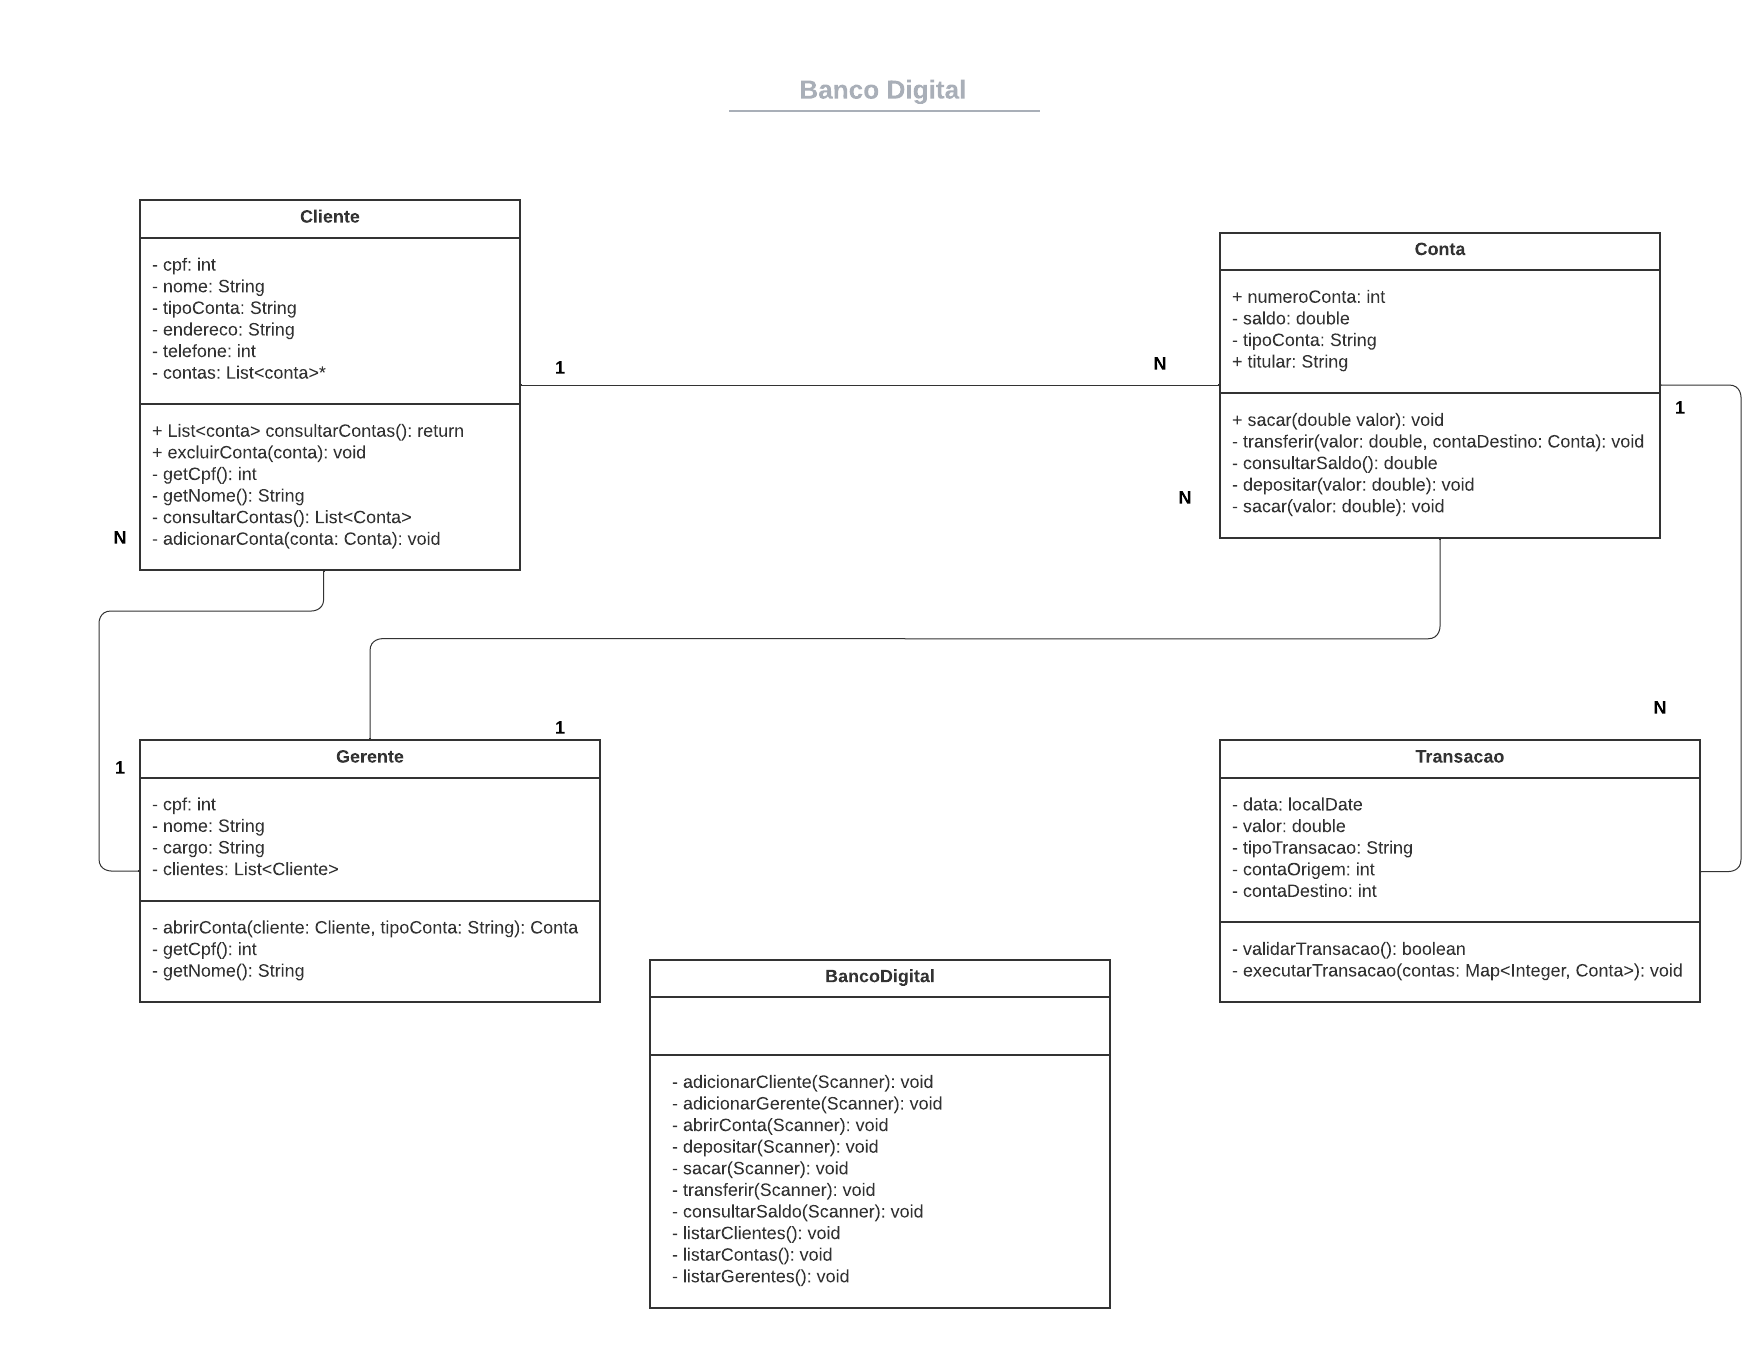 Banco Digital
Cliente
- cpf: int
- nome: String
- tipoConta: String
- endereco: String
- telefone: int
- contas: List<conta>*
+ List<conta> consultarContas(): return
+ excluirConta(conta): void
- getCpf(): int
- getNome(): String
- consultarContas(): List<Conta>
- adicionarConta(conta: Conta): void
1
N
Conta
+ numeroConta: int
- saldo: double
- tipoConta: String
+ titular: String
+ sacar(double valor): void
- transferir(valor: double, contaDestino: Conta): void
- consultarSaldo(): double
- depositar(valor: double): void
- sacar(valor: double): void
1
N
N
1
1
N
Gerente
- cpf: int
- nome: String
- cargo: String
- clientes: List<Cliente>
- abrirConta(cliente: Cliente, tipoConta: String): Conta
- getCpf(): int
- getNome(): String
Transacao
- data: localDate
- valor: double
- tipoTransacao: String
- contaOrigem: int
- contaDestino: int
- validarTransacao(): boolean
- executarTransacao(contas: Map<Integer, Conta>): void
BancoDigital
- adicionarCliente(Scanner): void
- adicionarGerente(Scanner): void
- abrirConta(Scanner): void
- depositar(Scanner): void
- sacar(Scanner): void
- transferir(Scanner): void
- consultarSaldo(Scanner): void
- listarClientes(): void
- listarContas(): void
- listarGerentes(): void